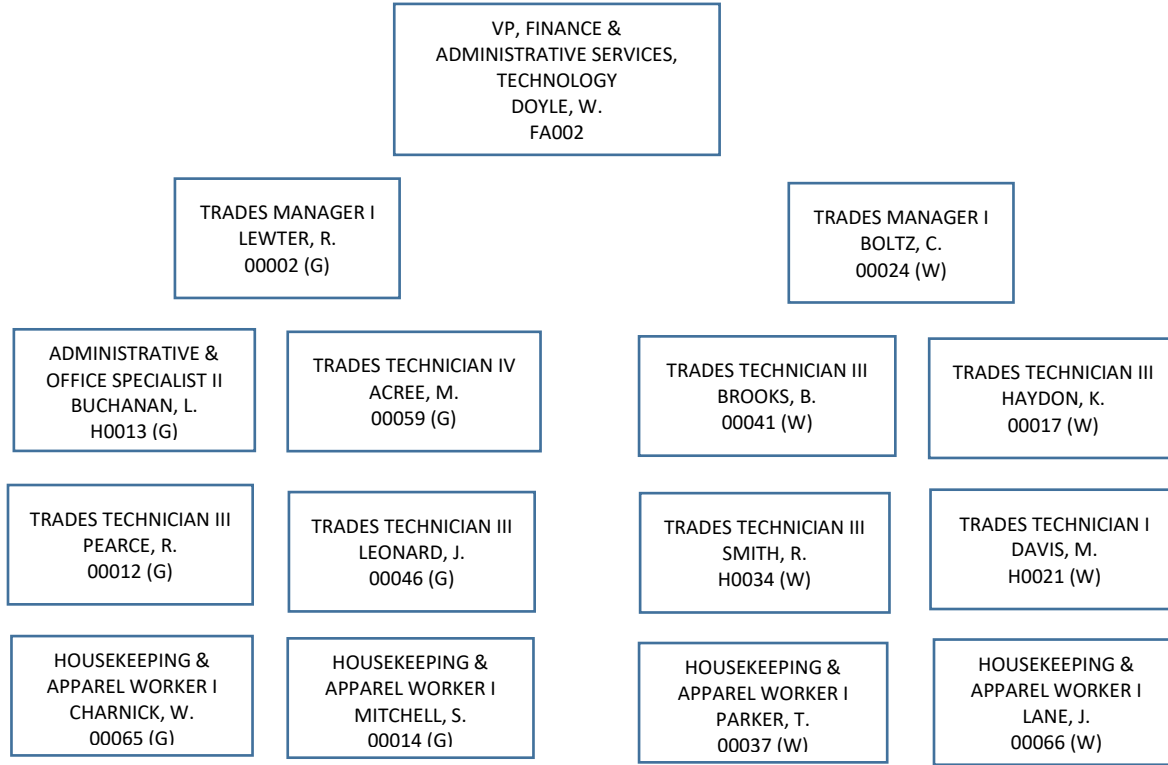 VP, FINANCE &
ADMINISTRATIVE SERVICES,
TECHNOLOGY
DOYLE, W.
FA002
TRADES MANAGER I
LEWTER, R.
00002 (G)
TRADES MANAGER I
BOLTZ, C.
00024 (W)
ADMINISTRATIVE &
OFFICE SPECIALIST II
BUCHANAN, L.
H0013 (G)
TRADES TECHNICIAN IV
ACREE, M.
00059 (G)
TRADES TECHNICIAN III
BROOKS, B.
00041 (W)
TRADES TECHNICIAN III
HAYDON, K.
00017 (W)
TRADES TECHNICIAN III
PEARCE, R.
00012 (G)
TRADES TECHNICIAN III
LEONARD, J.
00046 (G)
TRADES TECHNICIAN III
SMITH, R.
H0034 (W)
TRADES TECHNICIAN I
DAVIS, M.
H0021 (W)
HOUSEKEEPING &
APPAREL WORKER I
CHARNICK, W.
00065 (G)
HOUSEKEEPING &
APPAREL WORKER I
MITCHELL, S.
00014 (G)
HOUSEKEEPING &
APPAREL WORKER I
PARKER, T.
00037 (W)
HOUSEKEEPING &
APPAREL WORKER I
LANE, J.
00066 (W)